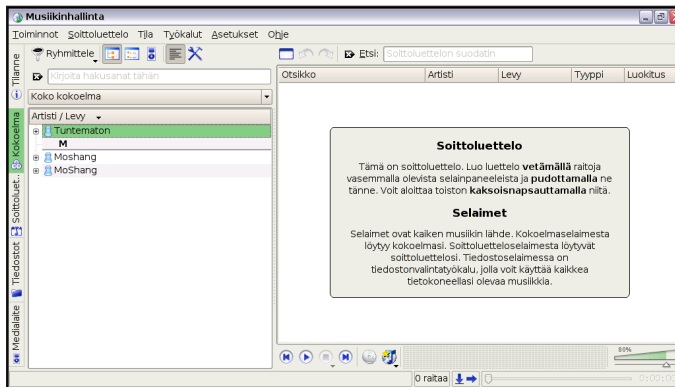 Musiikinhallinta
Toiminnot Soittoluettelo Tila Työkalut Asetukset Ohje
Ryhmittele
Etsi: Soittoluettelon suodatin
Kirjoita hakusanat tähän
Koko kokoelma
Artisti / Levy
Tuntematon
M
Moshang
MoShang
Tilanne
Kokoelma
Soittoluet..
Tiedostot
Medialaite
Otsikko Artisti Levy Tyyppi Luokitus
Soittoluettelo
Tämä on soittoluettelo. Luo luettelo vetämällä raitoja
vasemmalla olevista selainpaneeleista ja pudottamalla ne
tänne. Voit aloittaa toiston kaksoisnapsauttamalla niitä.
Selaimet
Selaimet ovat kaiken musiikin lähde. Kokoelmaselaimesta
löytyy kokoelmasi. Soittoluetteloselaimesta löytyvät
soittoluettelosi. Tiedostoselaimessa on
tiedostonvalintatyökalu, jolla voit käyttää kaikkea
tietokoneellasi olevaa musiikkia.
80%
0 raitaa
0:00:00